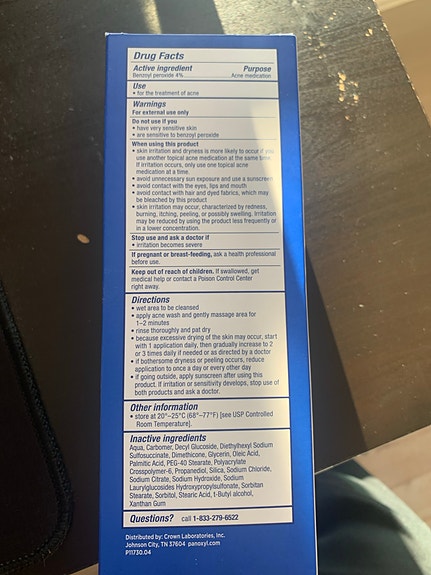 Drug Facts
Active ingredient Purpose
Benzoyl peroxide 4% Acne medication
Use
• for the treatment of acne
Warnings
For external use only
Do not use if you
• have very sensitive skin
• are sensitive to benzoyl peroxide
When using this product
• skin irritation and dryness is more likely to occur if you
use another topical acne medication at the same time.
If irritation occurs, only use one topical acne
medication at a time.
• avoid unnecessary sun exposure and use a sunscreen
• avoid contact with the eyes, lips and mouth
• avoid contact with hair and dyed fabrics, which may
be bleached by this product
• skin irritation may occur, characterized by redness,
burning, itching, peeling, or possibly swelling. Irritation
may be reduced by using the product less frequently or
in a lower concentration.
Stop use and ask a doctor if
• irritation becomes severe
If pregnant or breast-feeding, ask a health professional
before use.
Keep out of reach of children. If swallowed, get
medical help or contact a Poison Control Center
right away.
Directions
• wet area to be cleansed
• apply acne wash and gently massage area for
1–2 minutes
• rinse thoroughly and pat dry
• because excessive drying of the skin may occur, start
with 1 application daily, then gradually increase to 2
or 3 times daily if needed or as directed by a doctor
• if bothersome dryness or peeling occurs, reduce
application to once a day or every other day
• if going outside, apply sunscreen after using this
product. If irritation or sensitivity develops, stop use of
both products and ask a doctor.
Other information
• store at 20°–25°C (68°–77°F) [see USP Controlled
Room Temperature].
Inactive ingredients
Aqua, Carbomer, Decyl Glucoside, Diethylhexyl Sodium
Sulfosuccinate, Dimethicone, Glycerin, Oleic Acid,
Palmitic Acid, PEG-40 Stearate, Polyacrylate
Crosspolymer-6, Propanediol, Silica, Sodium Chloride,
Sodium Citrate, Sodium Hydroxide, Sodium
Laurylglucosides Hydroxypropylsulfonate, Sorbitan
Stearate, Sorbitol, Stearic Acid, t-Butyl alcohol,
Xanthan Gum
Questions? call 1-833-279-6522
Distributed by: Crown Laboratories, Inc.
Johnson City, TN 37604 panoxyl.com
P11730.04